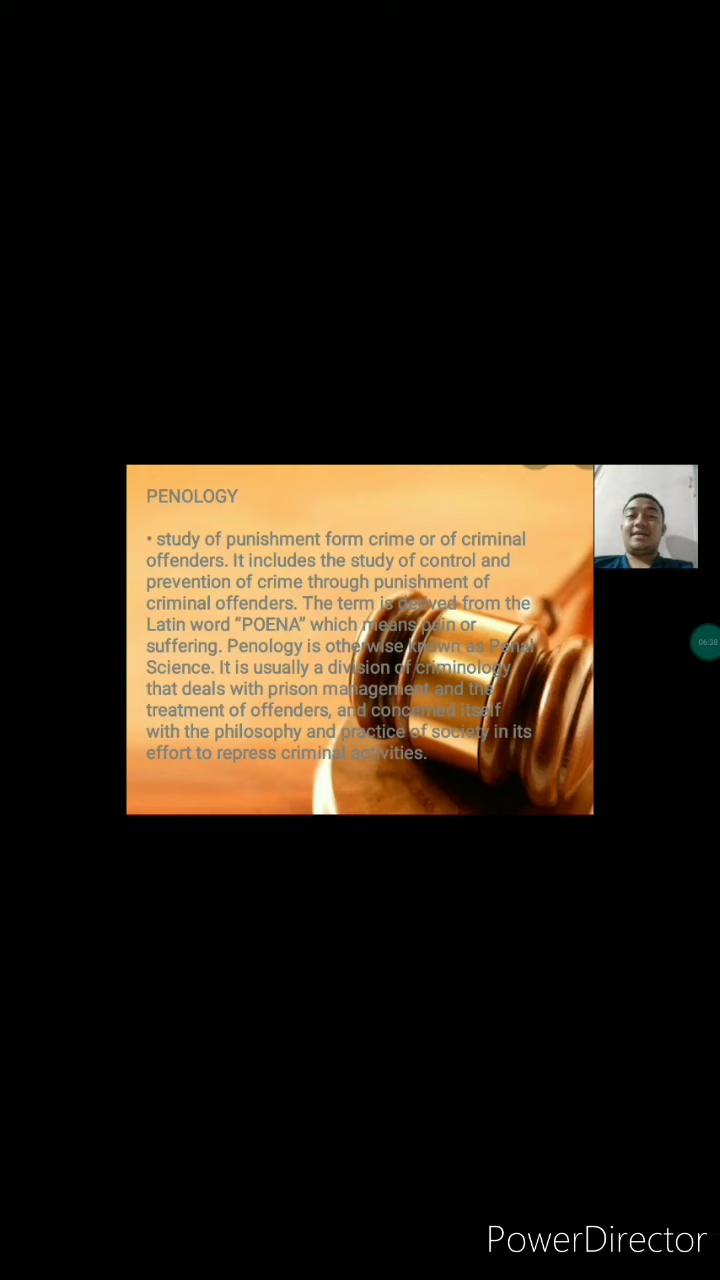 PENOLOGY
• study of punishment form crime or of criminal
offenders. It includes the study of control and
prevention of crime through punishment of
criminal offenders. The term is derived from the
Latin word “POENA” which means pain or
suffering. Penology is otherwise known as Penal
Science. It is usually a division of criminology
that deals with prison management and the
treatment of offenders, and concerned itself
with the philosophy and practice of society in its
effort to repress criminal activities.
06:30
PowerDirector